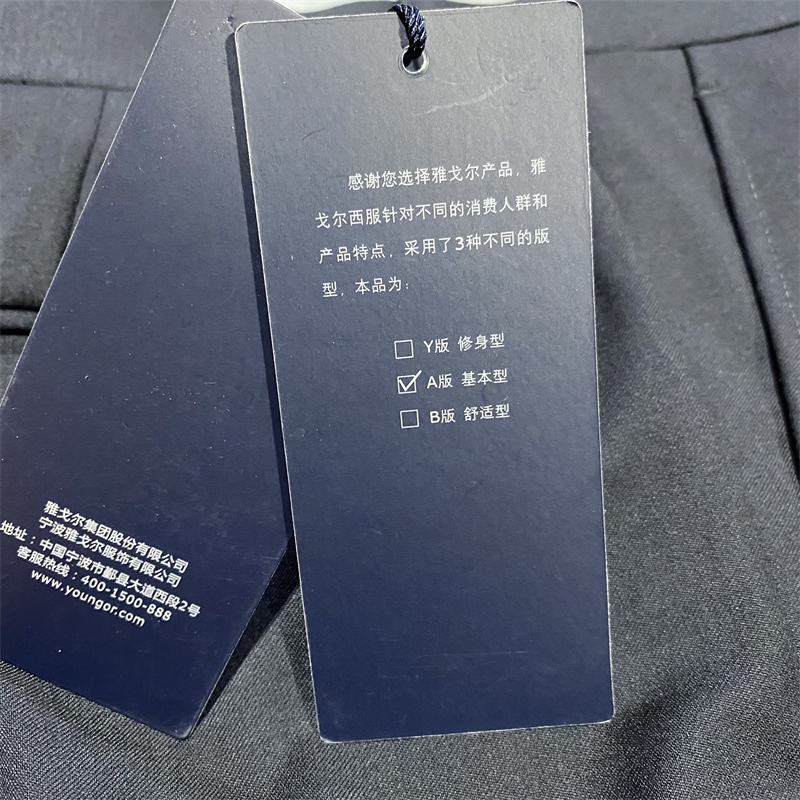 感谢您选择雅戈尔产品，雅
戈尔西服针对不同的消费人群和
产品特点，采用了3种不同的版
型，本品为：
Y版 修身型
A版 基本型
B版 舒适型
雅戈尔集团股份有限公司
宁波雅戈尔服饰有限公司
地址：中国宁波市鄞县大道西段2号
客服热线：400-1500-888
www.youngor.com